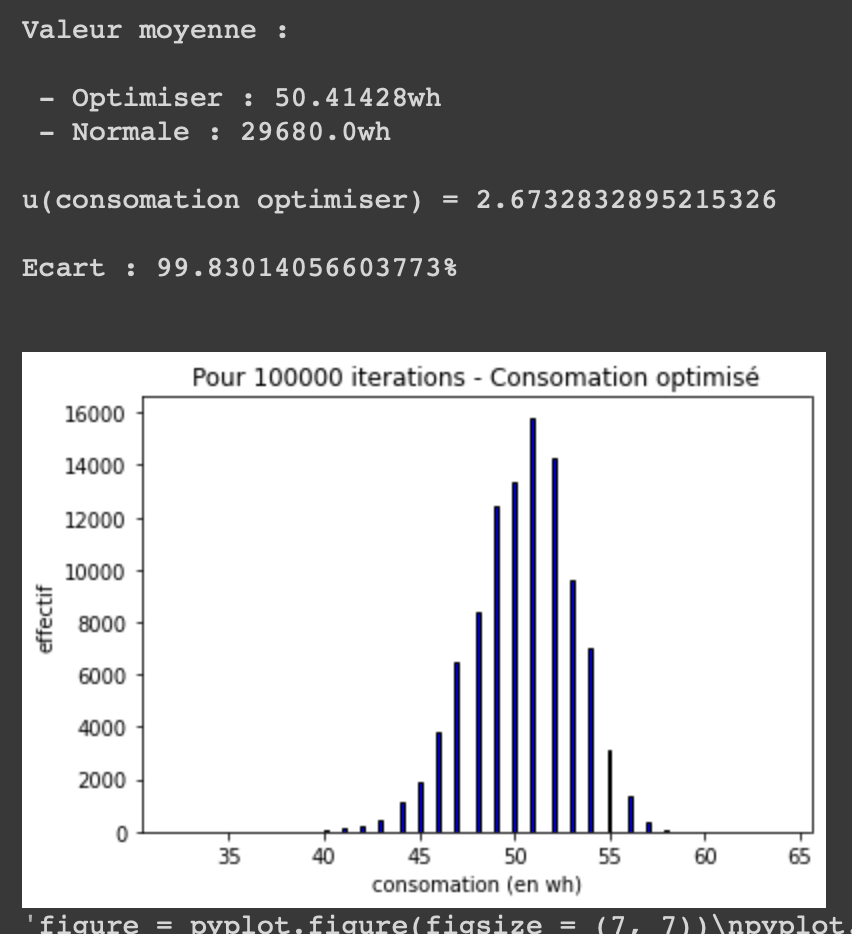 Valeur moyenne :
- Optimiser : 50.41428wh
- Normale : 29680.0wh
u(consomation optimiser) = 2.6732832895215326
Ecart : 99.83014056603773%
Pour 100000 iterations - Consomation optimisé
16000
14000
12000
10000
8000
6000
4000
2000
0
effectif
35 40 45 50 55 60 65
consomation (en wh)
'figure = pyplot.figure(figsize = (7, 7))\npyplot.